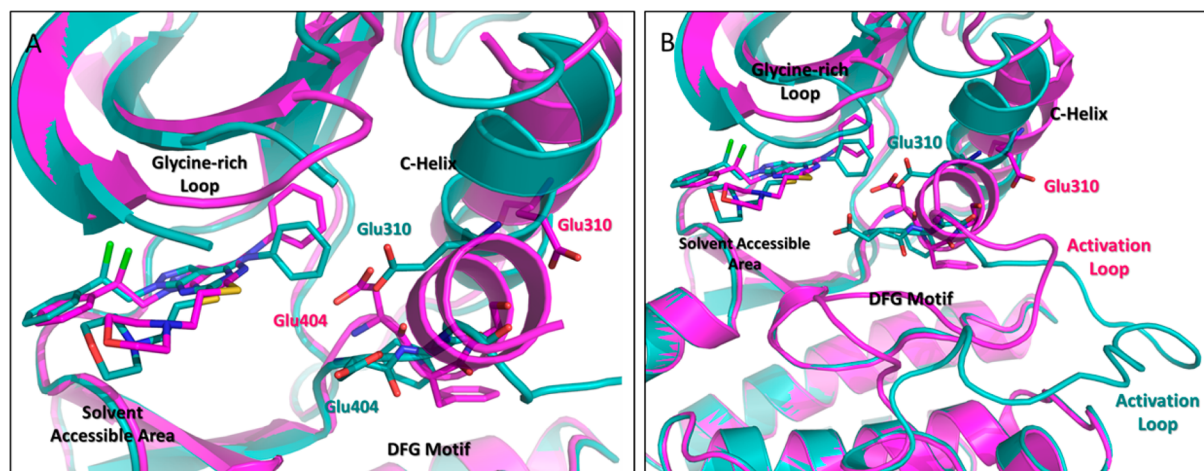 A
Glycine-rich
Loop
C-Helix
Glu310
Glu310
Glu404
Glu404
Solvent
Accessible Area
DFG Motif
B
Glycine-rich
Loop
C-Helix
Glu310
Glu310
Solvent Accessible
Area
Activation
Loop
DFG Motif
Activation
Loop